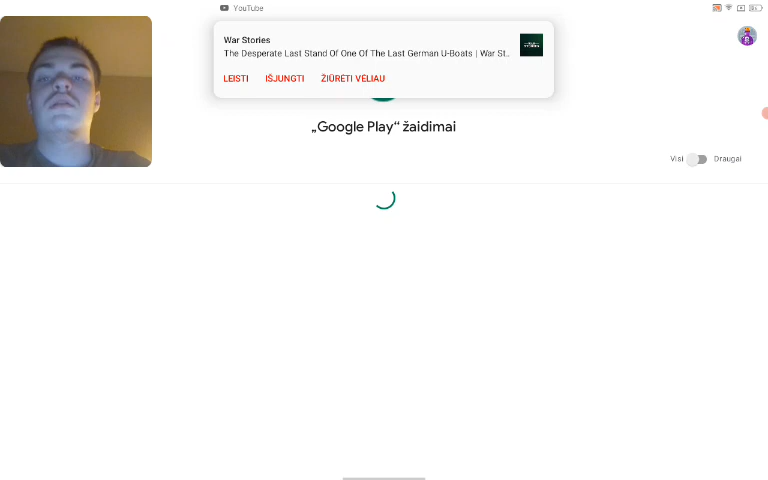 YouTube
War Stories
The Desperate Last Stand Of One Of The Last German U-Boats | War St..
LEISTI IŠJUNGTI ŽIŪRĖTI VĖLIAU
„Google Play“ žaidimai
Visi Draugai